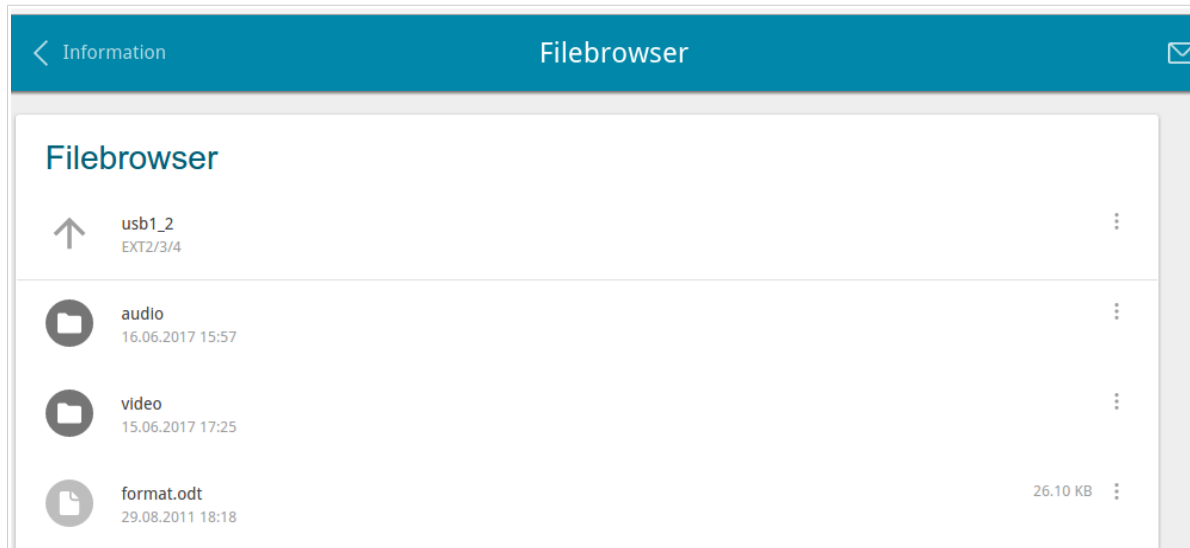 Information
Filebrowser
Filebrowser
usb1_2
EXT2/3/4
audio
16.06.2017 15:57
video
15.06.2017 17:25
format.odt
26.10 KB
29.08.2011 18:18